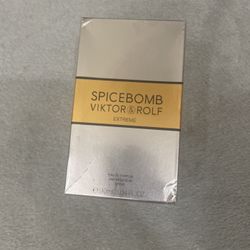 SPICEBOMB
VIKTOR & ROLF
EXTREME
EAU DE PARFUM